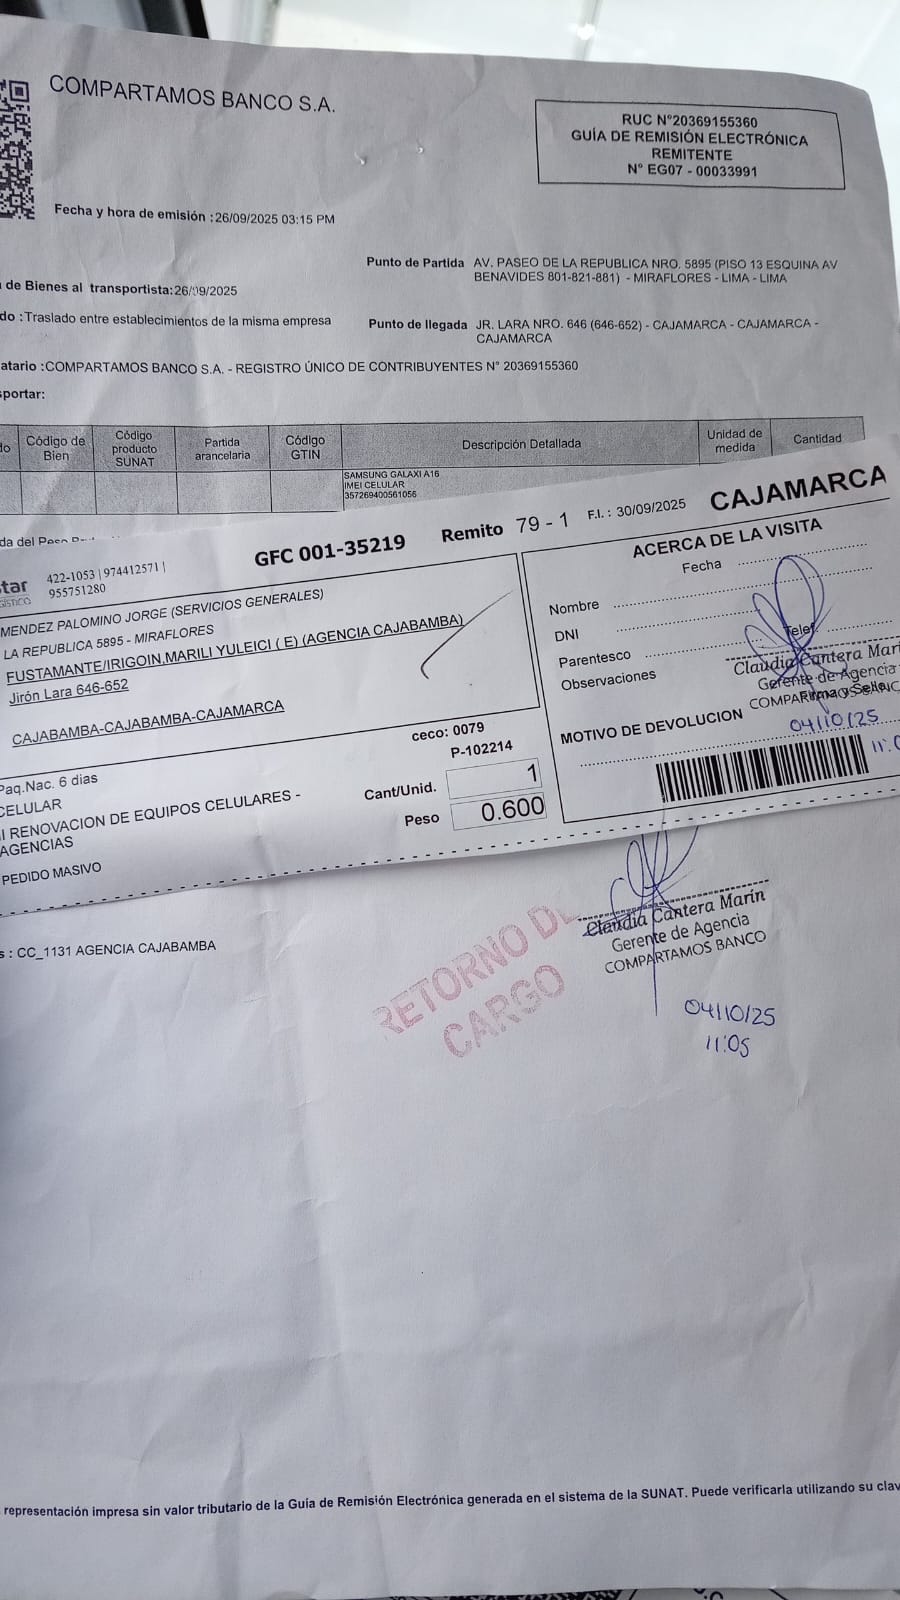 COMPARTAMOS BANCO S.A.
RUC N°20369155360
GUÍA DE REMISIÓN ELECTRÓNICA
REMITENTE
N° EG07 - 00033991
Fecha y hora de emisión :26/09/2025 03:15 PM
Punto de Partida AV. PASEO DE LA REPUBLICA NRO. 5895 (PISO 13 ESQUINA AV
BENAVIDES 801-821-881) - MIRAFLORES - LIMA - LIMA
de Bienes al transportista:26/09/2025
do :Traslado entre establecimientos de la misma empresa
Punto de llegada JR. LARA NRO. 646 (646-652) - CAJAMARCA - CAJAMARCA -
CAJAMARCA
atario :COMPARTAMOS BANCO S.A. - REGISTRO ÚNICO DE CONTRIBUYENTES N° 20369155360
sportar:
do Código de Bien Código producto SUNAT Partida arancelaria Código GTIN Descripción Detallada Unidad de medida Cantidad
SAMSUNG GALAXI A16
IMEI CELULAR
357269400561056
da del Peso
tar
422-1053 | 974412571 |
955751280
GFC 001-35219 Remito 79 - 1 F.I. : 30/09/2025 CAJAMARCA
MENDEZ PALOMINO JORGE (SERVICIOS GENERALES)
LA REPUBLICA 5895 - MIRAFLORES
FUSTAMANTE/IRIGOIN,MARILI YULEICI ( E) (AGENCIA CAJABAMBA)
Jirón Lara 646-652
CAJABAMBA-CAJABAMBA-CAJAMARCA
ceco: 0079
P-102214
Paq.Nac. 6 dias
CELULAR
I RENOVACION DE EQUIPOS CELULARES -
AGENCIAS
PEDIDO MASIVO
Cant/Unid. 1
Peso 0.600
ACERCA DE LA VISITA
Fecha
Nombre
DNI
Telef.
Parentesco
Observaciones
Claudia Cantera Marí
Gerente de Agencia
Firma y Sello
MOTIVO DE DEVOLUCION
04/10/25
s : CC_1131 AGENCIA CAJABAMBA
RETORNO DE
CARGO
Claudia Cantera Marín
Gerente de Agencia
COMPARTAMOS BANCO
04/10/25
11:05
representación impresa sin valor tributario de la Guía de Remisión Electrónica generada en el sistema de la SUNAT. Puede verificarla utilizando su clav